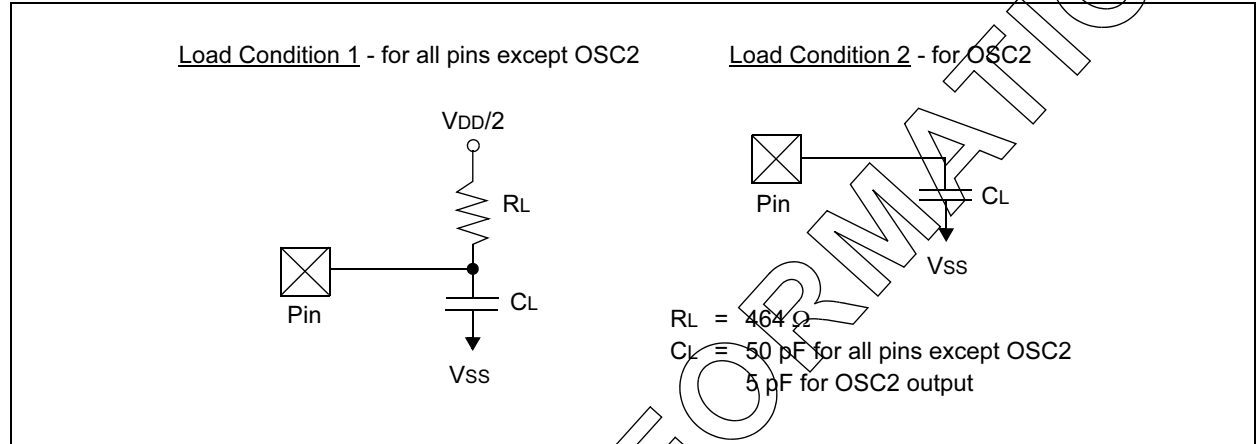 Load Condition 1 - for all pins except OSC2
Load Condition 2 - for OSC2
VDD/2
RL
Pin
CL
VSS
Pin
CL
VSS
RL = 464 Ω
CL = 50 pF for all pins except OSC2
5 pF for OSC2 output
FORMATIO